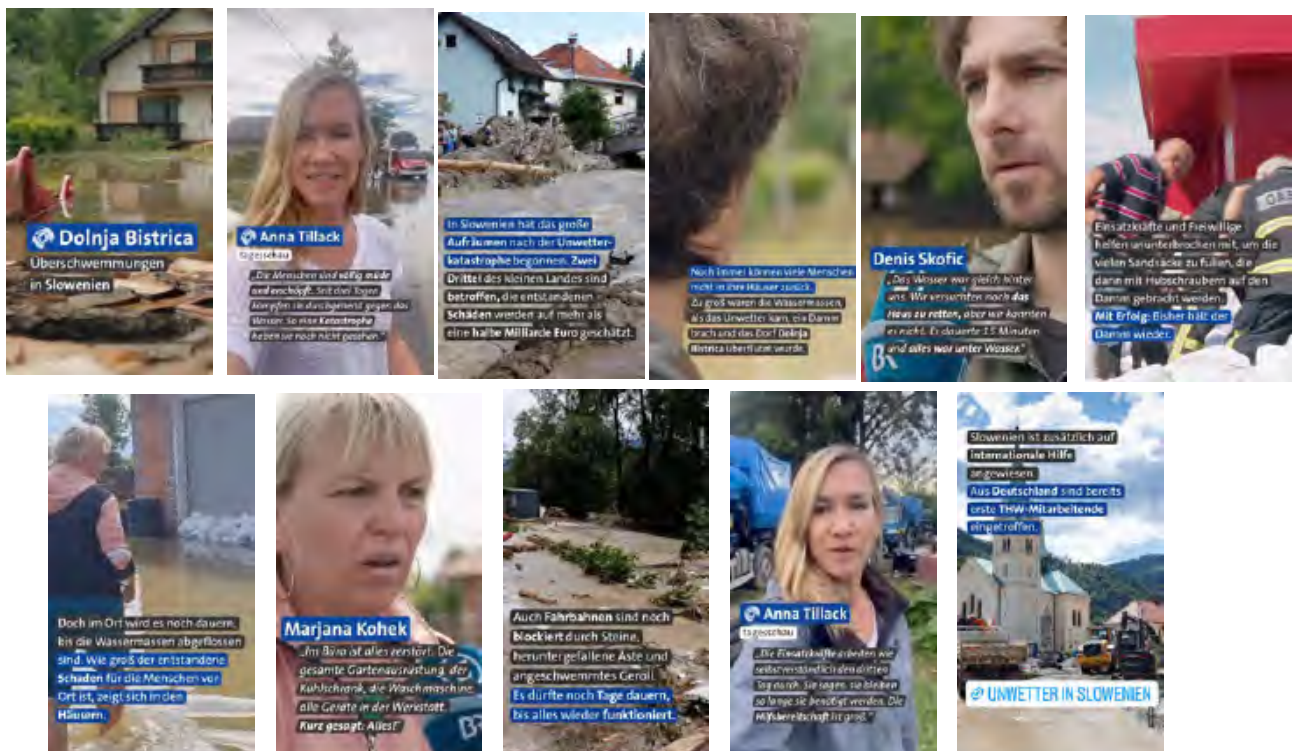 Dolnja Bistrica
Überschwemmungen
in Slowenien
Anna Tillack
tagesschau
„Die Menschen sind völlig müde
und erschöpft. Seit drei Tagen
kämpfen sie durchgehend gegen das
Wasser. So eine Katastrophe
haben sie noch nicht gesehen."
In Slowenien hat das große
Aufräumen nach der Unwetter-
katastrophe begonnen. Zwei
Drittel des kleinen Landes sind
betroffen, die entstandenen
Schäden werden auf mehr als
eine halbe Milliarde Euro geschätzt.
Noch immer können viele Menschen
nicht in ihre Häuser zurück.
Zu groß waren die Wassermassen,
als das Unwetter kam, ein Damm
brach und das Dorf Dolnja
Bistrica überflutet wurde.
Denis Skofic
„Das Wasser war gleich hinter
uns. Wir versuchten noch das
Haus zu retten, aber wir konnten
es nicht. Es dauerte 15 Minuten
und alles war unter Wasser."
BR
Einsatzkräfte und Freiwillige
helfen ununterbrochen mit, um die
vielen Sandsäcke zu füllen, die
dann mit Hubschraubern auf den
Damm gebracht werden.
Mit Erfolg: Bisher hält der
Damm wieder.
Doch im Ort wird es noch dauern,
bis die Wassermassen abgeflossen
sind. Wie groß der entstandene
Schaden für die Menschen vor
Ort ist, zeigt sich in den
Häusern.
Marjana Kohek
„Im Büro ist alles zerstört. Die
gesamte Gartenausrüstung, der
Kühlschrank, die Waschmaschine,
alle Geräte in der Werkstatt.
Kurz gesagt: Alles!"
BR
Auch Fahrbahnen sind noch
blockiert durch Steine,
heruntergefallene Äste und
angeschwemmtes Geröll.
Es dürfte noch Tage dauern,
bis alles wieder funktioniert.
Anna Tillack
tagesschau
„Die Einsatzkräfte arbeiten wie
selbstverständlich den dritten
Tag durch. Sie sagen, sie bleiben
so lange sie benötigt werden. Die
Hilfsbereitschaft ist groß."
Slowenien ist zusätzlich auf
internationale Hilfe
angewiesen.
Aus Deutschland sind bereits
erste THW-Mitarbeitende
eingetroffen.
UNWETTER IN SLOWENIEN